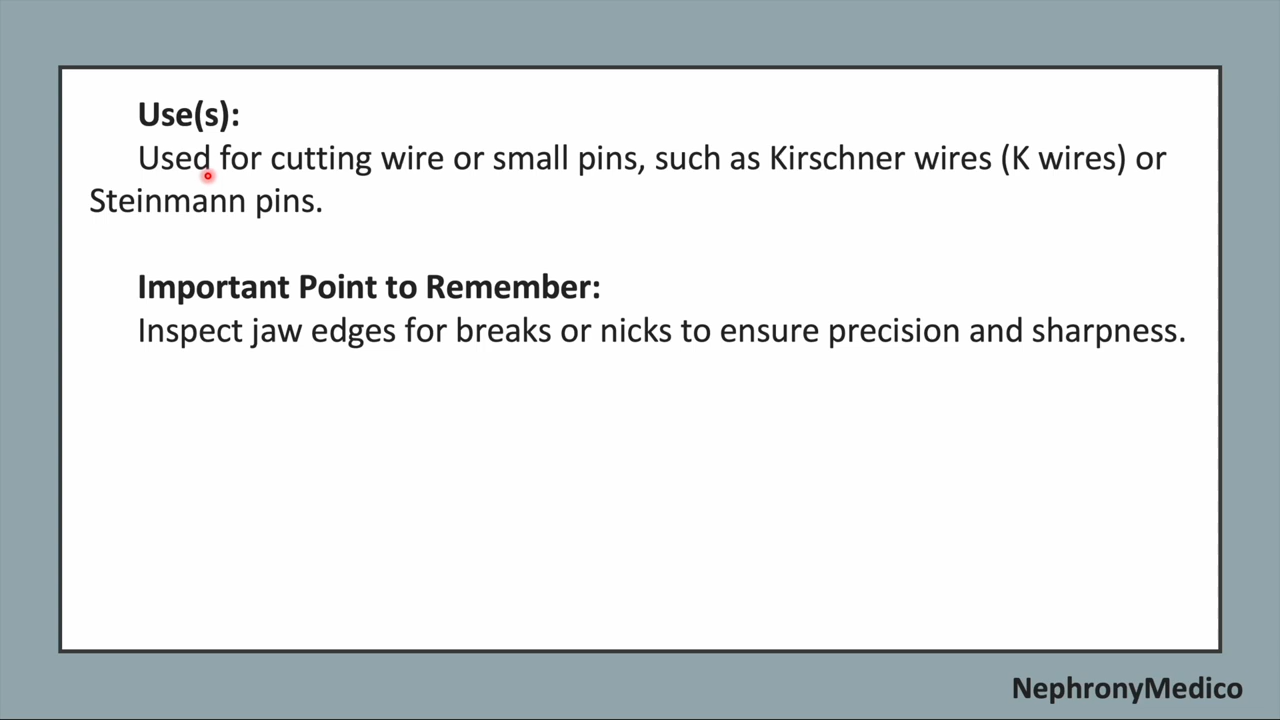 Use(s):
Used for cutting wire or small pins, such as Kirschner wires (K wires) or
Steinmann pins.
Important Point to Remember:
Inspect jaw edges for breaks or nicks to ensure precision and sharpness.
NephronyMedico